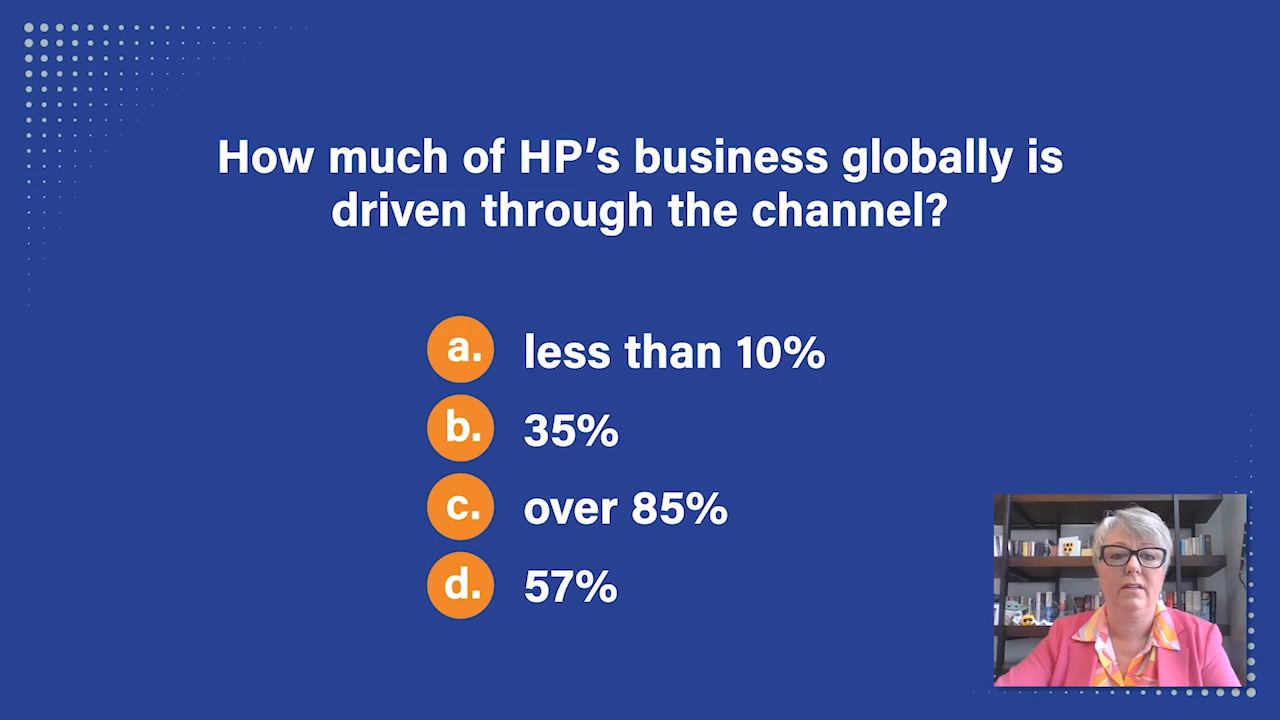 How much of HP’s business globally is
driven through the channel?
a. less than 10%
b. 35%
c. over 85%
d. 57%